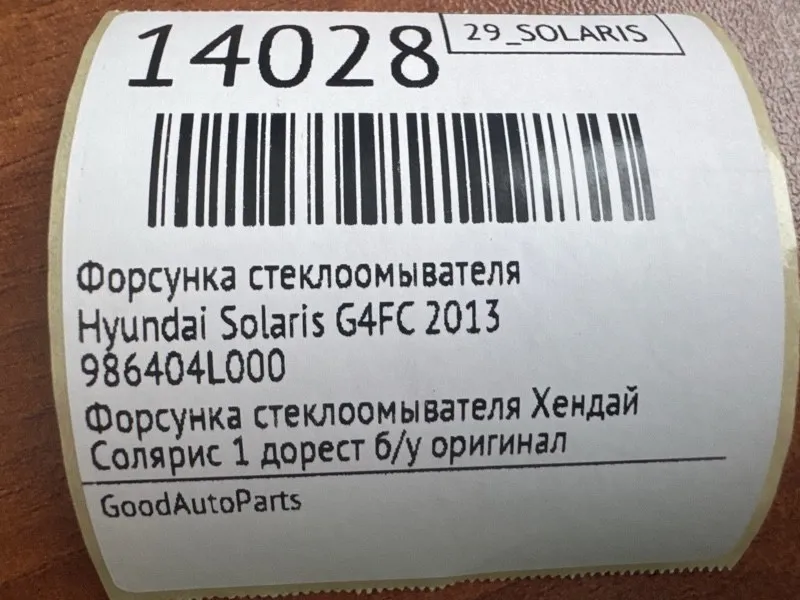 14028
29_SOLARIS
Форсунка стеклоомывателя
Hyundai Solaris G4FC 2013
986404L000
Форсунка стеклоомывателя Хендай
Солярис 1 дорест б/у оригинал
GoodAutoParts